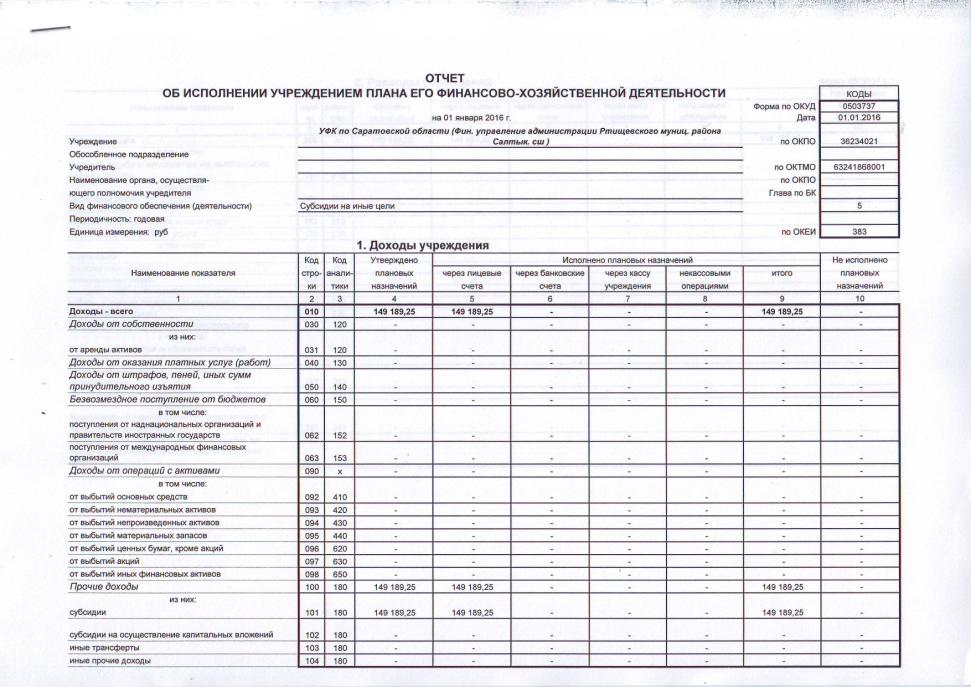 ОТЧЕТ
ОБ ИСПОЛНЕНИИ УЧРЕЖДЕНИЕМ ПЛАНА ЕГО ФИНАНСОВО-ХОЗЯЙСТВЕННОЙ ДЕЯТЕЛЬНОСТИ
КОДЫ
Форма по ОКУД 0503737
на 01 января 2016 г. Дата 01.01.2016
УФК по Саратовской области (Фин. управление администрации Ртищевского муниц. района
Учреждение Салтык. сш ) по ОКПО 36234021
Обособленное подразделение
Учредитель по ОКТМО 63241868001
Наименование органа, осуществля- по ОКПО
ющего полномочия учредителя Глава по БК
Вид финансового обеспечения (деятельности) Субсидии на иные цели 5
Периодичность: годовая
Единица измерения: руб по ОКЕИ 383
1. Доходы учреждения
Наименование показателя Код стро- ки Код анали- тики Утверждено плановых назначений Исполнено плановых назначений Не исполнено плановых назначений
через лицевые счета через банковские счета через кассу учреждения некассовыми операциями итого
1 2 3 4 5 6 7 8 9 10
Доходы - всего 010 149 189,25 149 189,25 - - - 149 189,25 -
Доходы от собственности 030 120 - - - - - - -
из них:
от аренды активов 031 120 - - - - - - -
Доходы от оказания платных услуг (работ) 040 130 - - - - - - -
Доходы от штрафов, пеней, иных сумм
принудительного изъятия 050 140 - - - - - - -
Безвозмездное поступление от бюджетов 060 150 - - - - - - -
в том числе:
поступления от наднациональных организаций и
правительств иностранных государств 062 152 - - - - - - -
поступления от международных финансовых
организаций 063 153 - - - - - - -
Доходы от операций с активами 090 х - - - - - - -
в том числе:
от выбытий основных средств 092 410 - - - - - - -
от выбытий нематериальных активов 093 420 - - - - - - -
от выбытий непроизведенных активов 094 430 - - - - - - -
от выбытий материальных запасов 095 440 - - - - - - -
от выбытий ценных бумаг, кроме акций 096 620 - - - - - - -
от выбытий акций 097 630 - - - - - - -
от выбытий иных финансовых активов 098 650 - - - - - - -
Прочие доходы 100 180 149 189,25 149 189,25 - - - 149 189,25 -
из них:
субсидии 101 180 149 189,25 149 189,25 - - - 149 189,25 -
субсидии на осуществление капитальных вложений 102 180 - - - - - - -
иные трансферты 103 180 - - - - - - -
иные прочие доходы 104 180 - - - - - - -